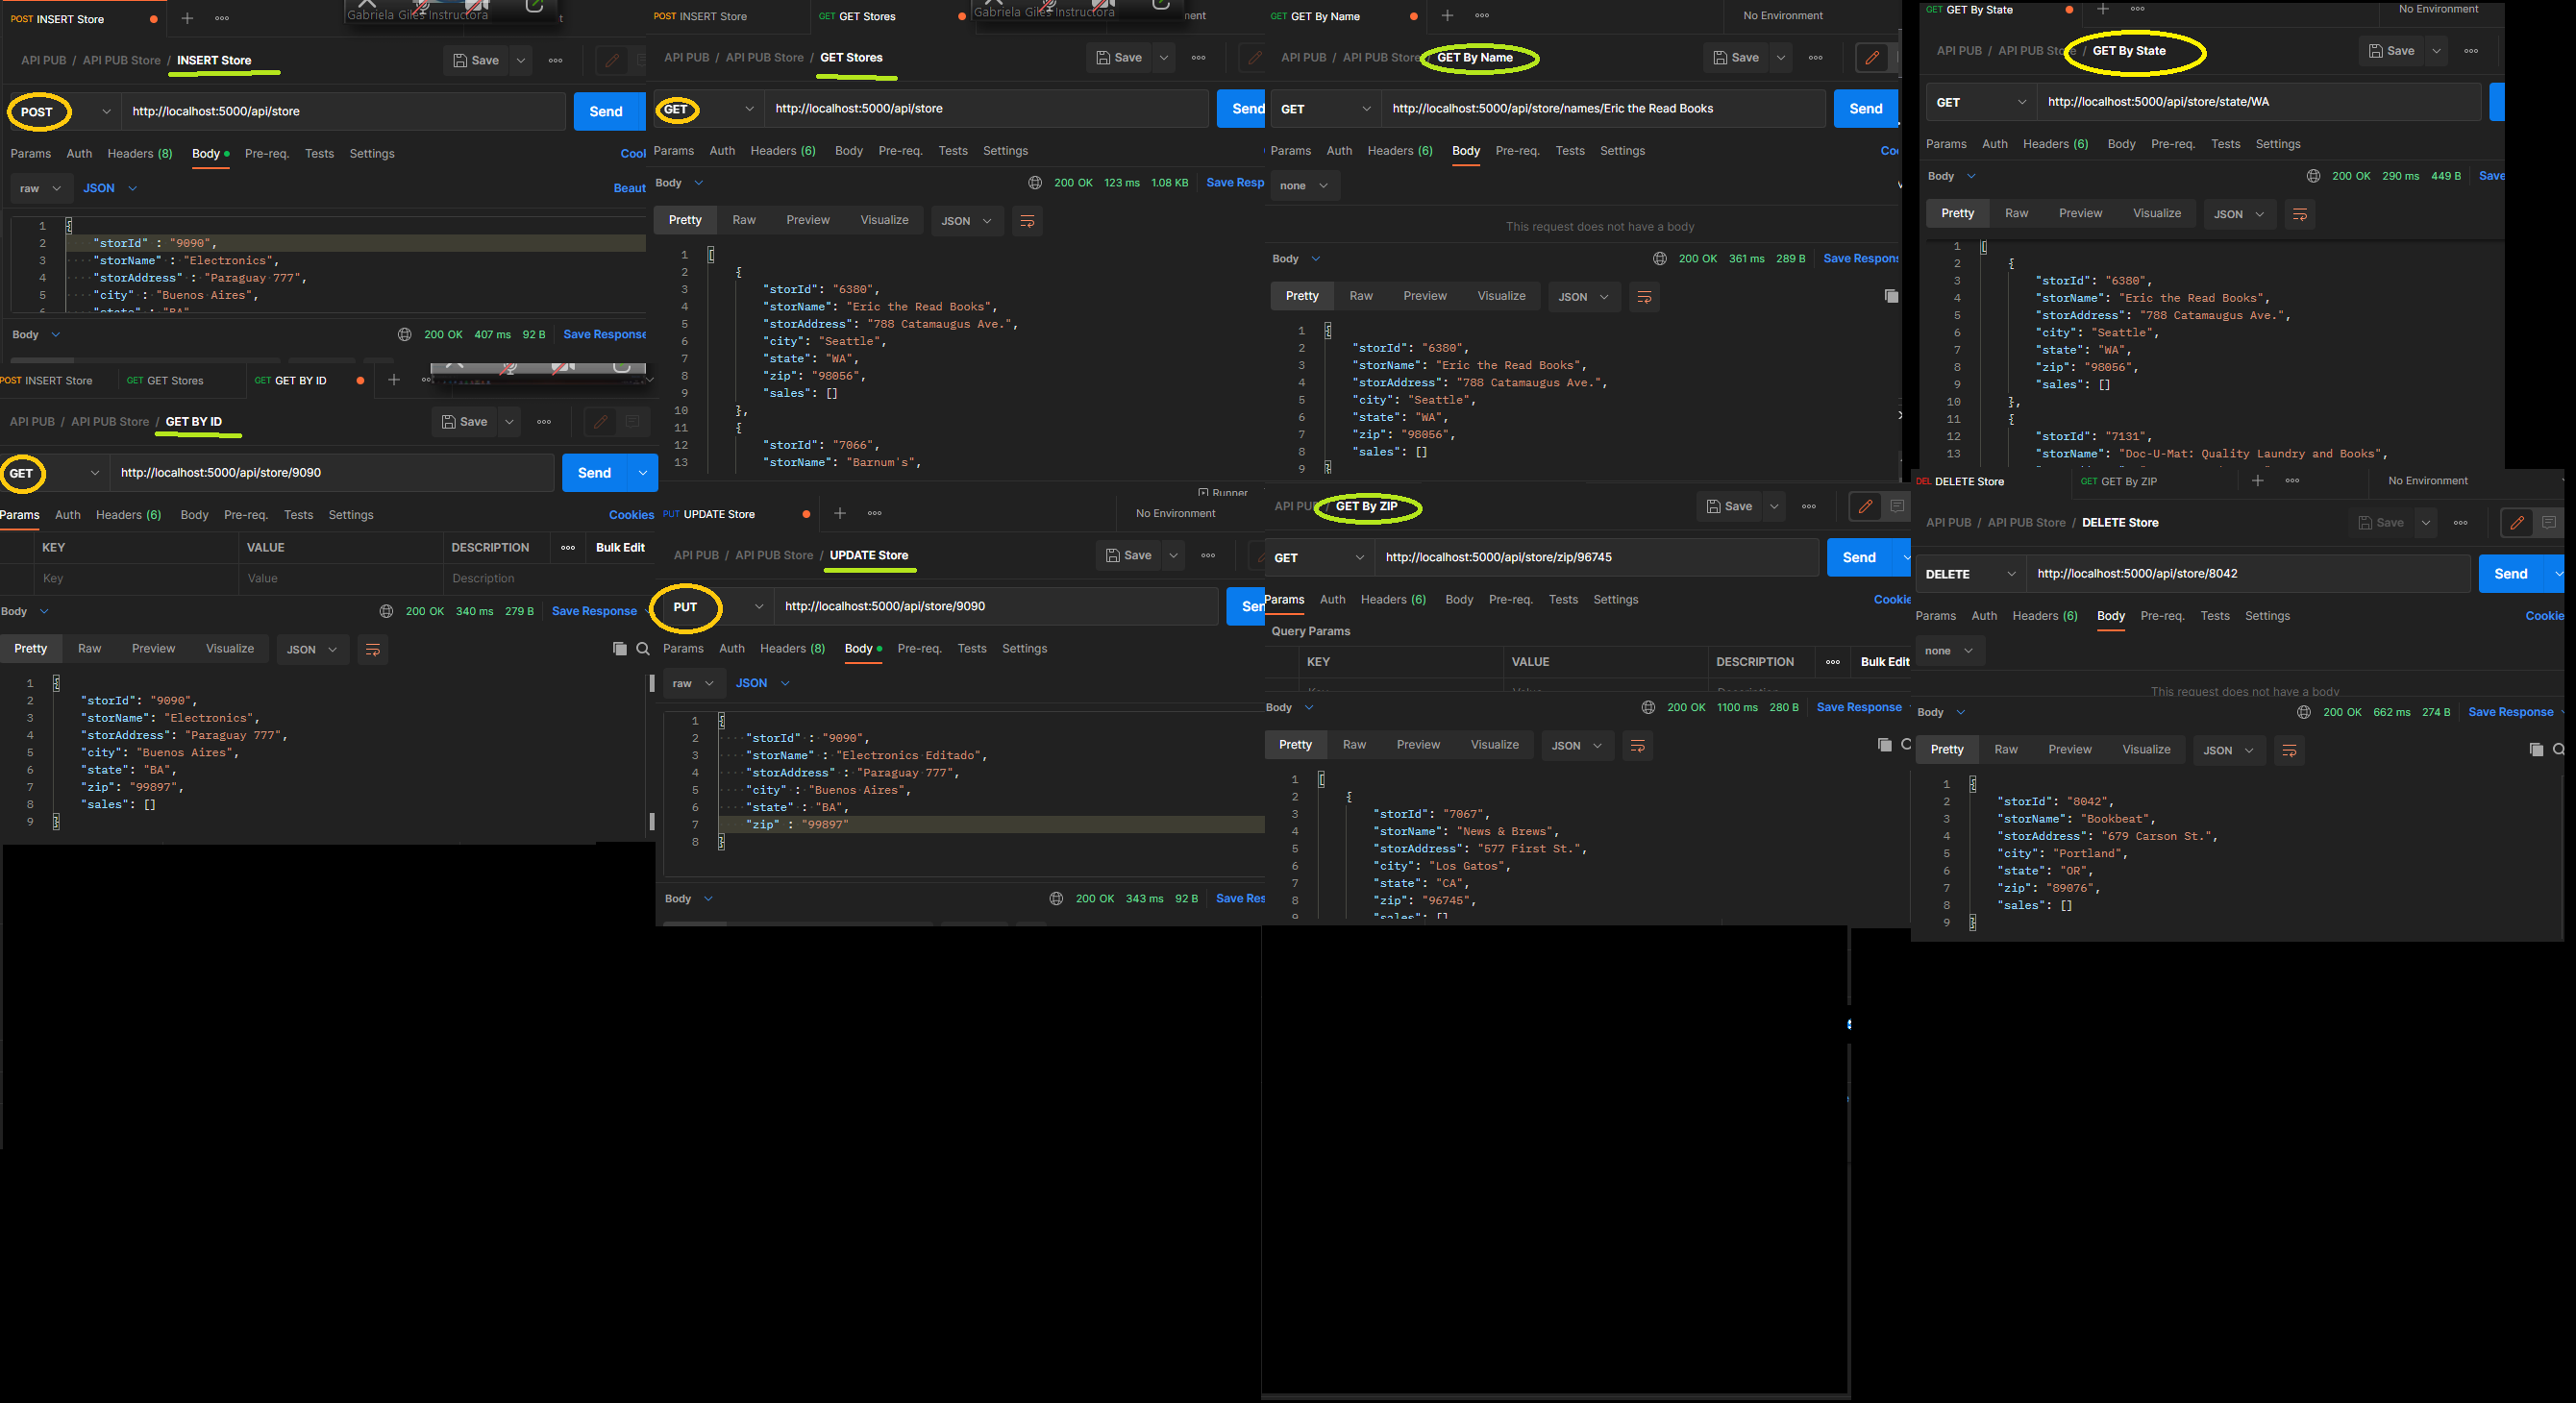 POST INSERT Store
Gabriela Giles Instructora
API PUB / API PUB Store / INSERT Store
Save
POST
http://localhost:5000/api/store
Send
Params Auth Headers (8) Body Pre-req. Tests Settings
raw JSON
1 {
2 "storId" : "9090",
3 "storName" : "Electronics",
4 "storAddress" : "Paraguay 777",
5 "city" : "Buenos Aires",
6 "state" : "BA",
Body
200 OK 407 ms 92 B Save Response
POST INSERT Store GET GET Stores
Gabriela Giles Instructora
API PUB / API PUB Store / GET Stores
Save
GET
http://localhost:5000/api/store
Send
Params Auth Headers (6) Body Pre-req. Tests Settings
Body
200 OK 123 ms 1.08 KB Save Resp
Pretty Raw Preview Visualize JSON
1 [
2 {
3 "storId": "6380",
4 "storName": "Eric the Read Books",
5 "storAddress": "788 Catamaugus Ave.",
6 "city": "Seattle",
7 "state": "WA",
8 "zip": "98056",
9 "sales": []
10 },
11 {
12 "storId": "7066",
13 "storName": "Barnum's",
GET GET By Name
No Environment
API PUB / API PUB Store / GET By Name
Save
GET
http://localhost:5000/api/store/names/Eric the Read Books
Send
Params Auth Headers (6) Body Pre-req. Tests Settings
none
This request does not have a body
Body
200 OK 361 ms 289 B Save Respons
Pretty Raw Preview Visualize JSON
1 {
2 "storId": "6380",
3 "storName": "Eric the Read Books",
4 "storAddress": "788 Catamaugus Ave.",
5 "city": "Seattle",
6 "state": "WA",
7 "zip": "98056",
8 "sales": []
9 }
GET GET By State
No Environment
API PUB / API PUB Store / GET By State
Save
GET
http://localhost:5000/api/store/state/WA
Params Auth Headers (6) Body Pre-req. Tests Settings
Body
200 OK 290 ms 449 B Save
Pretty Raw Preview Visualize JSON
1 [
2 {
3 "storId": "6380",
4 "storName": "Eric the Read Books",
5 "storAddress": "788 Catamaugus Ave.",
6 "city": "Seattle",
7 "state": "WA",
8 "zip": "98056",
9 "sales": []
10 },
11 {
12 "storId": "7131",
13 "storName": "Doc-U-Mat: Quality Laundry and Books",
POST INSERT Store GET GET Stores GET GET BY ID
API PUB / API PUB Store / GET BY ID
Save
GET
http://localhost:5000/api/store/9090
Send
Params Auth Headers (6) Body Pre-req. Tests Settings Cookies
KEY VALUE DESCRIPTION Bulk Edit
Key Value Description
Body
200 OK 340 ms 279 B Save Response
Pretty Raw Preview Visualize JSON
1 {
2 "storId": "9090",
3 "storName": "Electronics",
4 "storAddress": "Paraguay 777",
5 "city": "Buenos Aires",
6 "state": "BA",
7 "zip": "99897",
8 "sales": []
9 }
Runner
PUT UPDATE Store
No Environment
API PUB / API PUB Store / UPDATE Store
Save
PUT
http://localhost:5000/api/store/9090
Params Auth Headers (8) Body Pre-req. Tests Settings
raw JSON
1 {
2 "storId" : "9090",
3 "storName" : "Electronics Editado",
4 "storAddress" : "Paraguay 777",
5 "city" : "Buenos Aires",
6 "state" : "BA",
7 "zip" : "99897"
8 }
Body
200 OK 343 ms 92 B Save Res
API PUB / GET By ZIP
Save
GET
http://localhost:5000/api/store/zip/96745
Send
Params Auth Headers (6) Body Pre-req. Tests Settings Cookie
Query Params
KEY VALUE DESCRIPTION Bulk Edit
Body
200 OK 1100 ms 280 B Save Response
Pretty Raw Preview Visualize JSON
1 [
2 {
3 "storId": "7067",
4 "storName": "News & Brews",
5 "storAddress": "577 First St.",
6 "city": "Los Gatos",
7 "state": "CA",
8 "zip": "96745",
9 "sales": []
DEL DELETE Store GET GET By ZIP
No Environment
API PUB / API PUB Store / DELETE Store
Save
DELETE
http://localhost:5000/api/store/8042
Send
Params Auth Headers (6) Body Pre-req. Tests Settings Cookie
none
This request does not have a body
Body
200 OK 662 ms 274 B Save Response
Pretty Raw Preview Visualize JSON
1 {
2 "storId": "8042",
3 "storName": "Bookbeat",
4 "storAddress": "679 Carson St.",
5 "city": "Portland",
6 "state": "OR",
7 "zip": "89076",
8 "sales": []
9 }